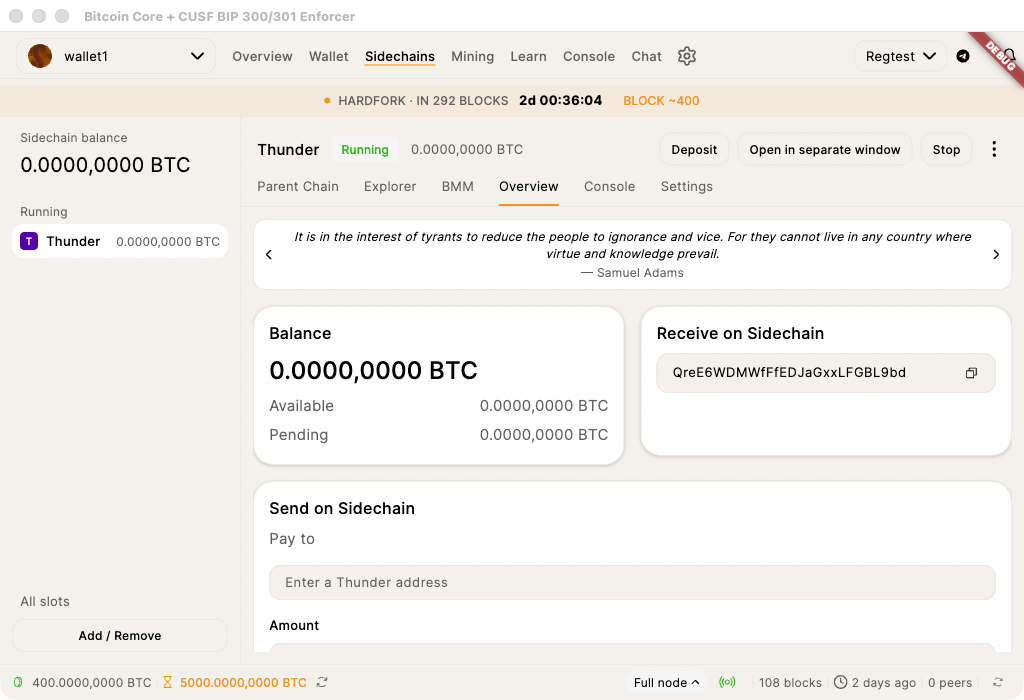 Bitcoin Core + CUSF BIP 300/301 Enforcer
wallet1
Overview
Wallet
Sidechains
Mining
Learn
Console
Chat
Regtest
DEBUG
HARDFORK · IN 292 BLOCKS 2d 00:36:04 BLOCK ~400
Sidechain balance
0.0000,0000 BTC
Running
T Thunder 0.0000,0000 BTC
All slots
Add / Remove
Thunder Running 0.0000,0000 BTC
Deposit
Open in separate window
Stop
Parent Chain
Explorer
BMM
Overview
Console
Settings
It is in the interest of tyrants to reduce the people to ignorance and vice. For they cannot live in any country where
virtue and knowledge prevail.
— Samuel Adams
Balance
0.0000,0000 BTC
Available 0.0000,0000 BTC
Pending 0.0000,0000 BTC
Receive on Sidechain
QreE6WDMWfFfEDJaGxxLFGBL9bd
Send on Sidechain
Pay to
Enter a Thunder address
Amount
400.0000,0000 BTC
5000.0000,0000 BTC
Full node
108 blocks
2 days ago
0 peers